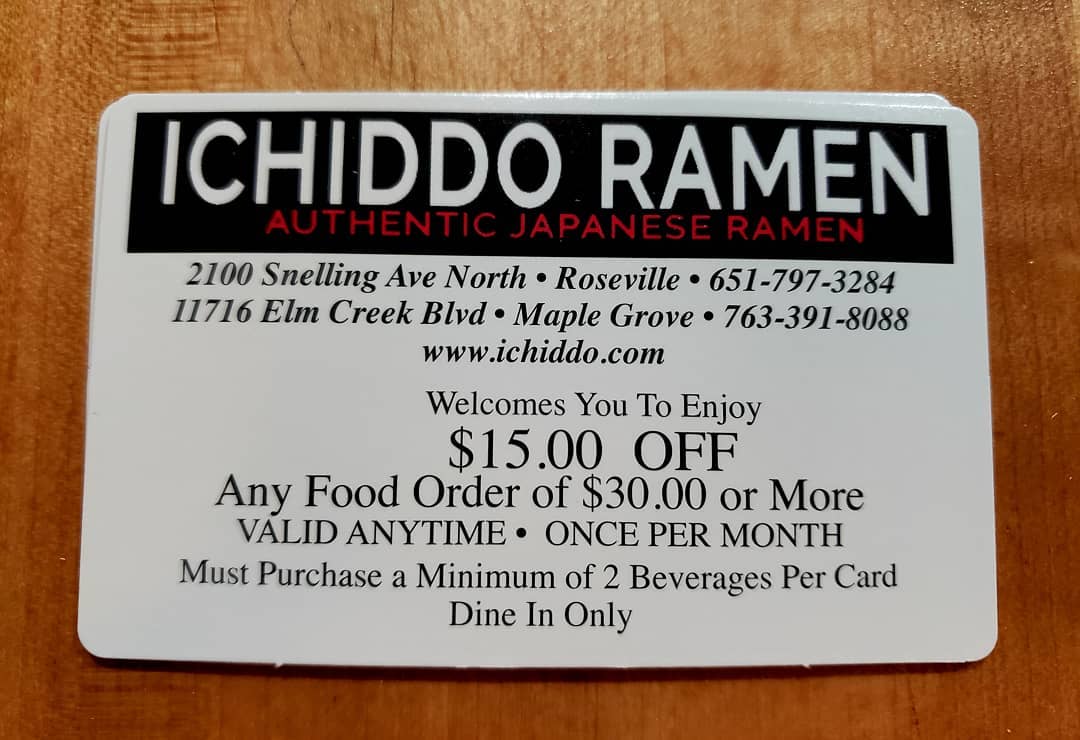 ICHIDDO RAMEN
AUTHENTIC JAPANESE RAMEN
2100 Snelling Ave North • Roseville • 651-797-3284
11716 Elm Creek Blvd • Maple Grove • 763-391-8088
www.ichiddo.com
Welcomes You To Enjoy
$15.00 OFF
Any Food Order of $30.00 or More
VALID ANYTIME • ONCE PER MONTH
Must Purchase a Minimum of 2 Beverages Per Card
Dine In Only